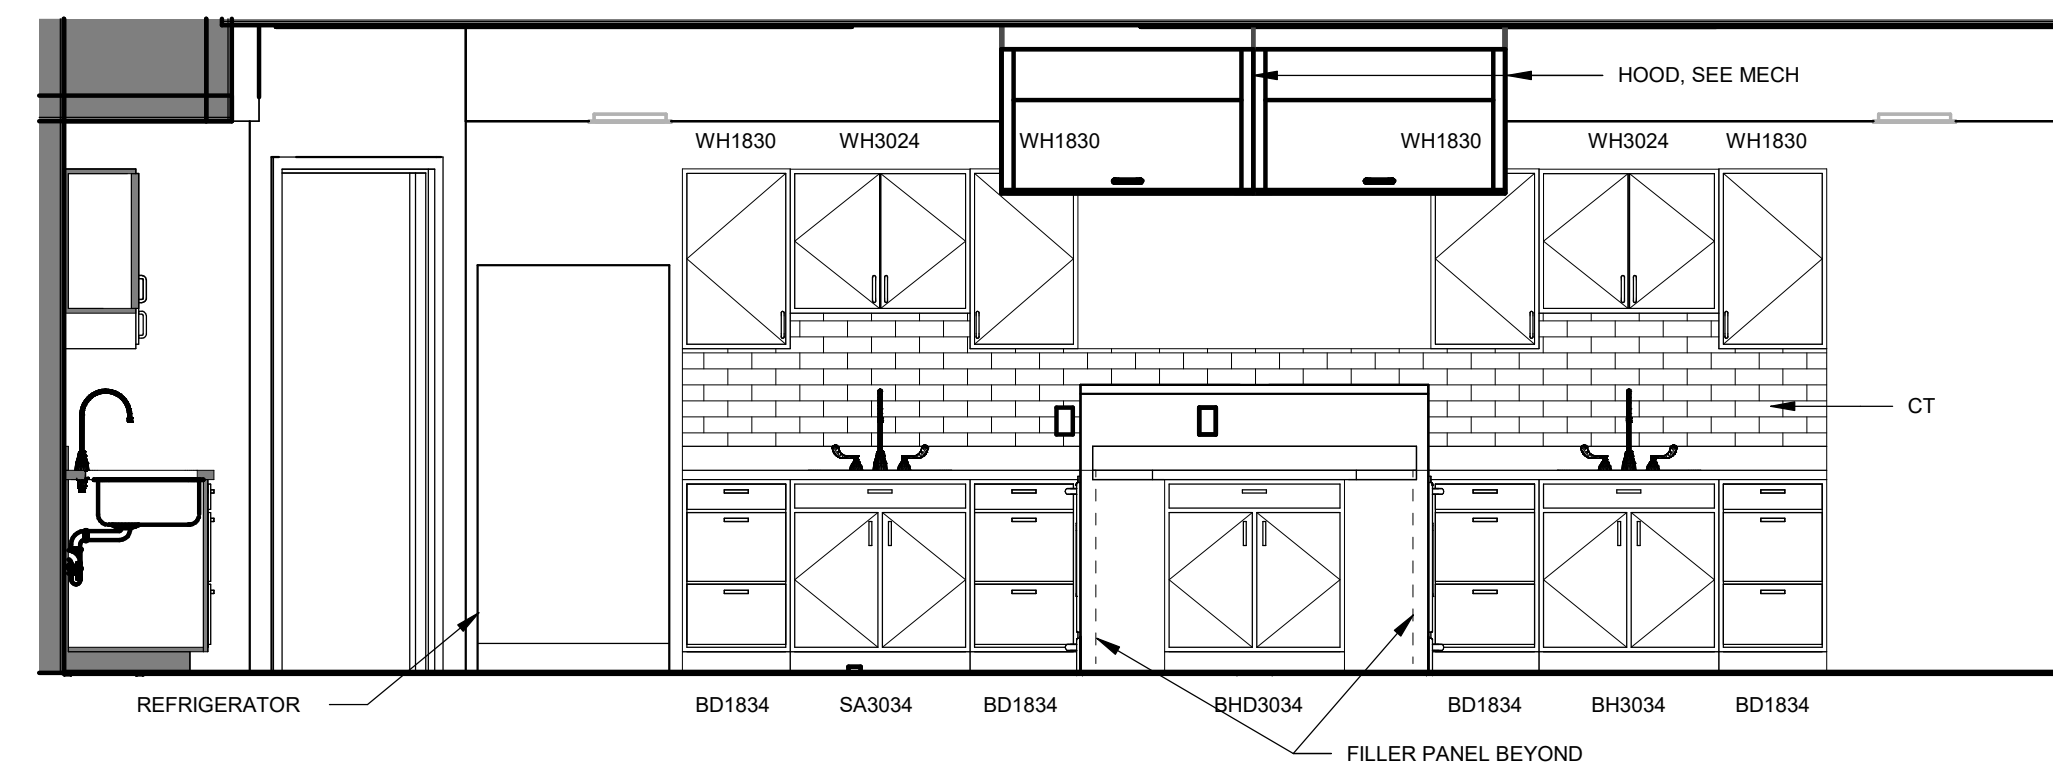 HOOD, SEE MECH
WH1830
WH3024
WH1830
WH1830
WH3024
WH1830
CT
REFRIGERATOR
BD1834
SA3034
BD1834
BHD3034
BD1834
BH3034
BD1834
FILLER PANEL BEYOND